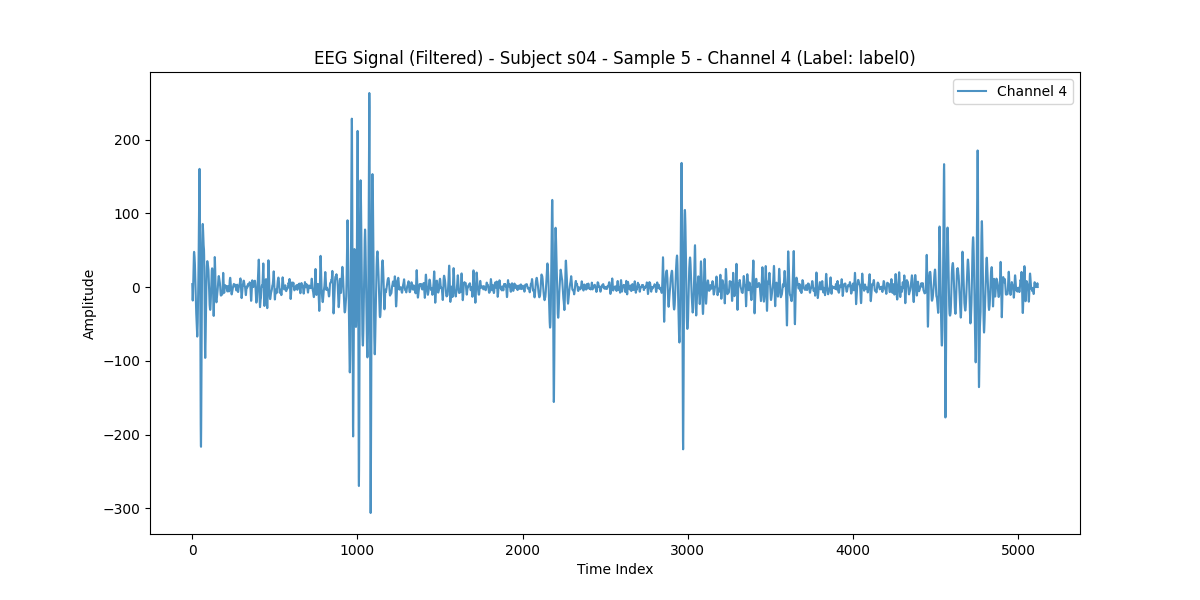 EEG Signal (Filtered) - Subject s04 - Sample 5 - Channel 4 (Label: label0)
Channel 4
200
100
0
−100
−200
−300
Amplitude
0 1000 2000 3000 4000 5000
Time Index